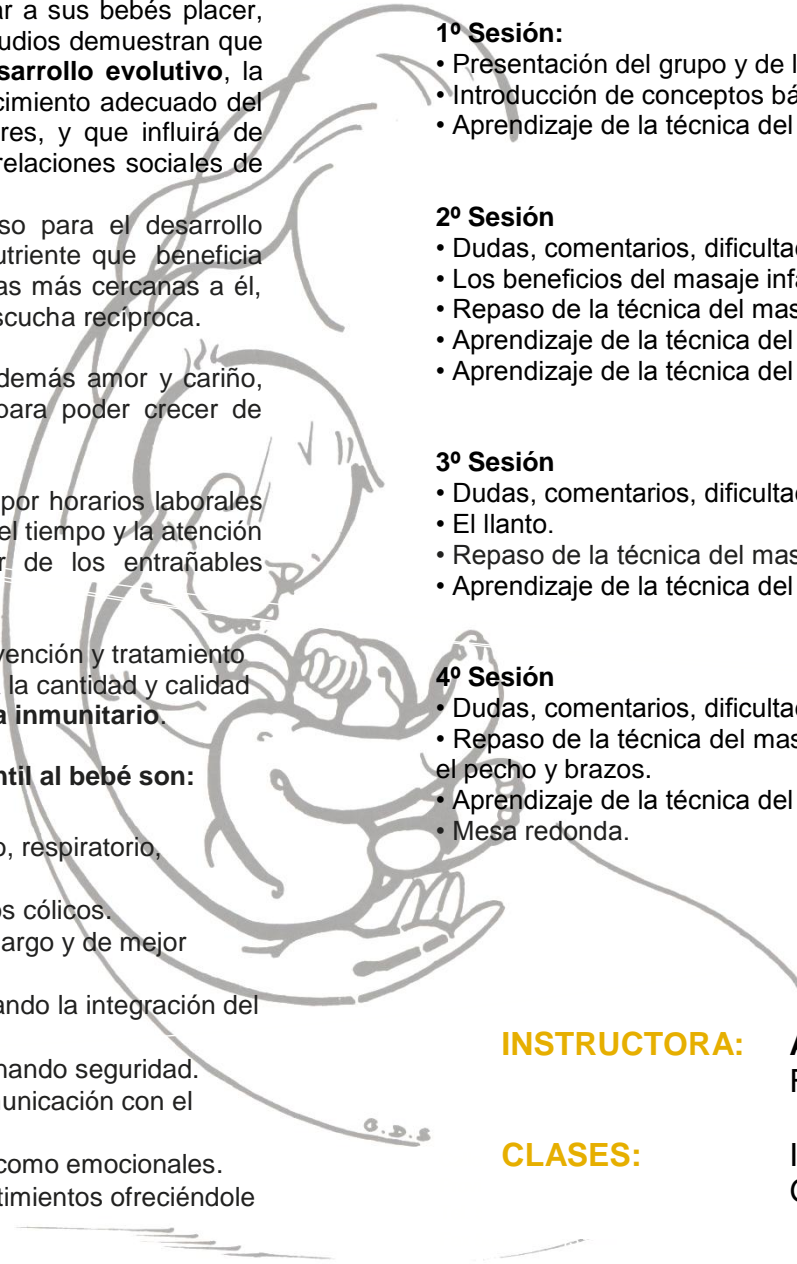 ar a sus bebés placer,
udios demuestran que
sarrollo evolutivo, la
cimiento adecuado del
res, y que influirá de
relaciones sociales de
so para el desarrollo
utriente que beneficia
as más cercanas a él,
scucha recíproca.
demás amor y cariño,
para poder crecer de
por horarios laborales
el tiempo y la atención
r de los entrañables
vención y tratamiento
la cantidad y calidad
a inmunitario.
ntil al bebé son:
o, respiratorio,
os cólicos.
largo y de mejor
ando la integración del
nando seguridad.
unicación con el
como emocionales.
timientos ofreciéndole
1º Sesión:
• Presentación del grupo y de l
• Introducción de conceptos bá
• Aprendizaje de la técnica del
2º Sesión
• Dudas, comentarios, dificultad
• Los beneficios del masaje infa
• Repaso de la técnica del mas
• Aprendizaje de la técnica del
• Aprendizaje de la técnica del
3º Sesión
• Dudas, comentarios, dificultad
• El llanto.
• Repaso de la técnica del mas
• Aprendizaje de la técnica del
4º Sesión
• Dudas, comentarios, dificultad
• Repaso de la técnica del mas
el pecho y brazos.
• Aprendizaje de la técnica del
• Mesa redonda.
INSTRUCTORA:
CLASES:
G.D.S